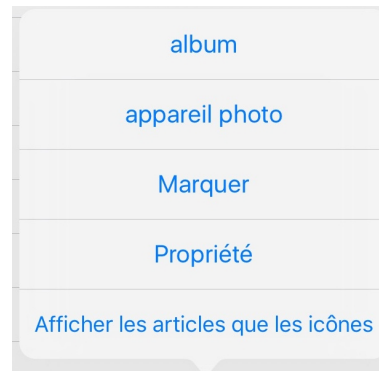 album
appareil photo
Marquer
Propriété
Afficher les articles que les icônes